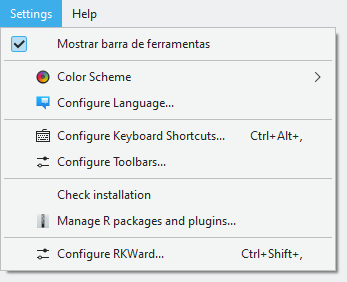 Settings Help
Mostrar barra de ferramentas
Color Scheme
Configure Language...
Configure Keyboard Shortcuts... Ctrl+Alt+,
Configure Toolbars...
Check installation
Manage R packages and plugins...
Configure RKWard... Ctrl+Shift+,